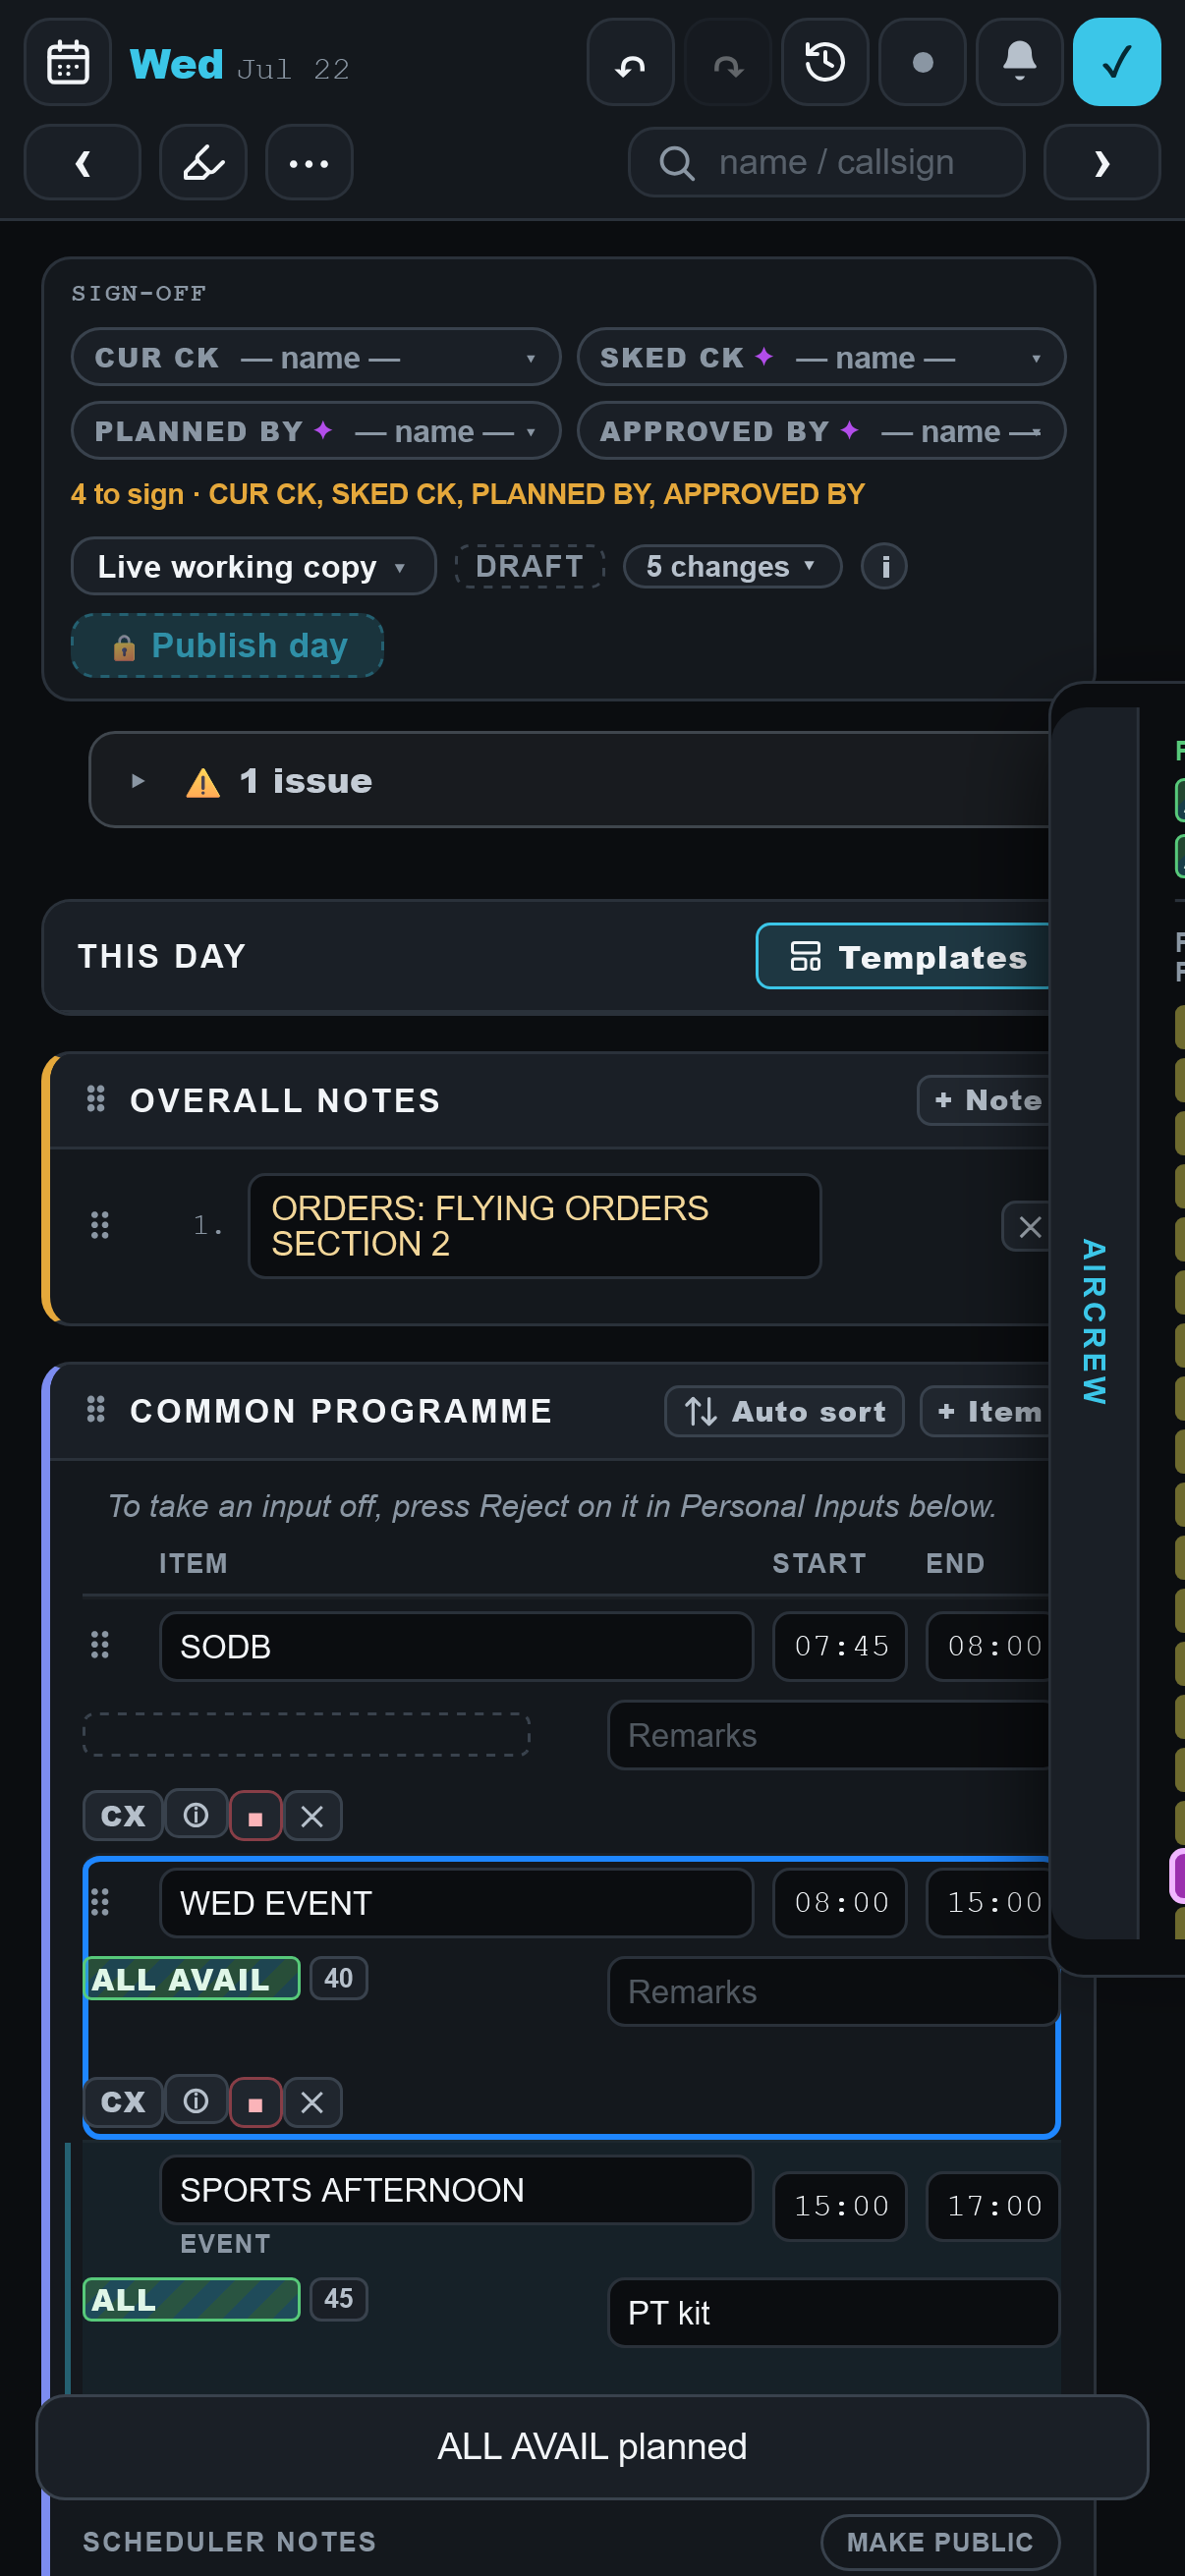 Wed Jul 22
name / callsign
SIGN-OFF
CUR CK — name —
SKED CK — name —
PLANNED BY — name —
APPROVED BY — name —
4 to sign · CUR CK, SKED CK, PLANNED BY, APPROVED BY
Live working copy
DRAFT
5 changes
i
Publish day
1 issue
THIS DAY
Templates
OVERALL NOTES
+ Note
1.
ORDERS: FLYING ORDERS
SECTION 2
AIRCREW
COMMON PROGRAMME
Auto sort
+ Item
To take an input off, press Reject on it in Personal Inputs below.
ITEM START END
SODB 07:45 08:00
Remarks
CX
WED EVENT 08:00 15:00
ALL AVAIL 40
Remarks
CX
SPORTS AFTERNOON 15:00 17:00
EVENT
ALL 45
PT kit
ALL AVAIL planned
SCHEDULER NOTES
MAKE PUBLIC